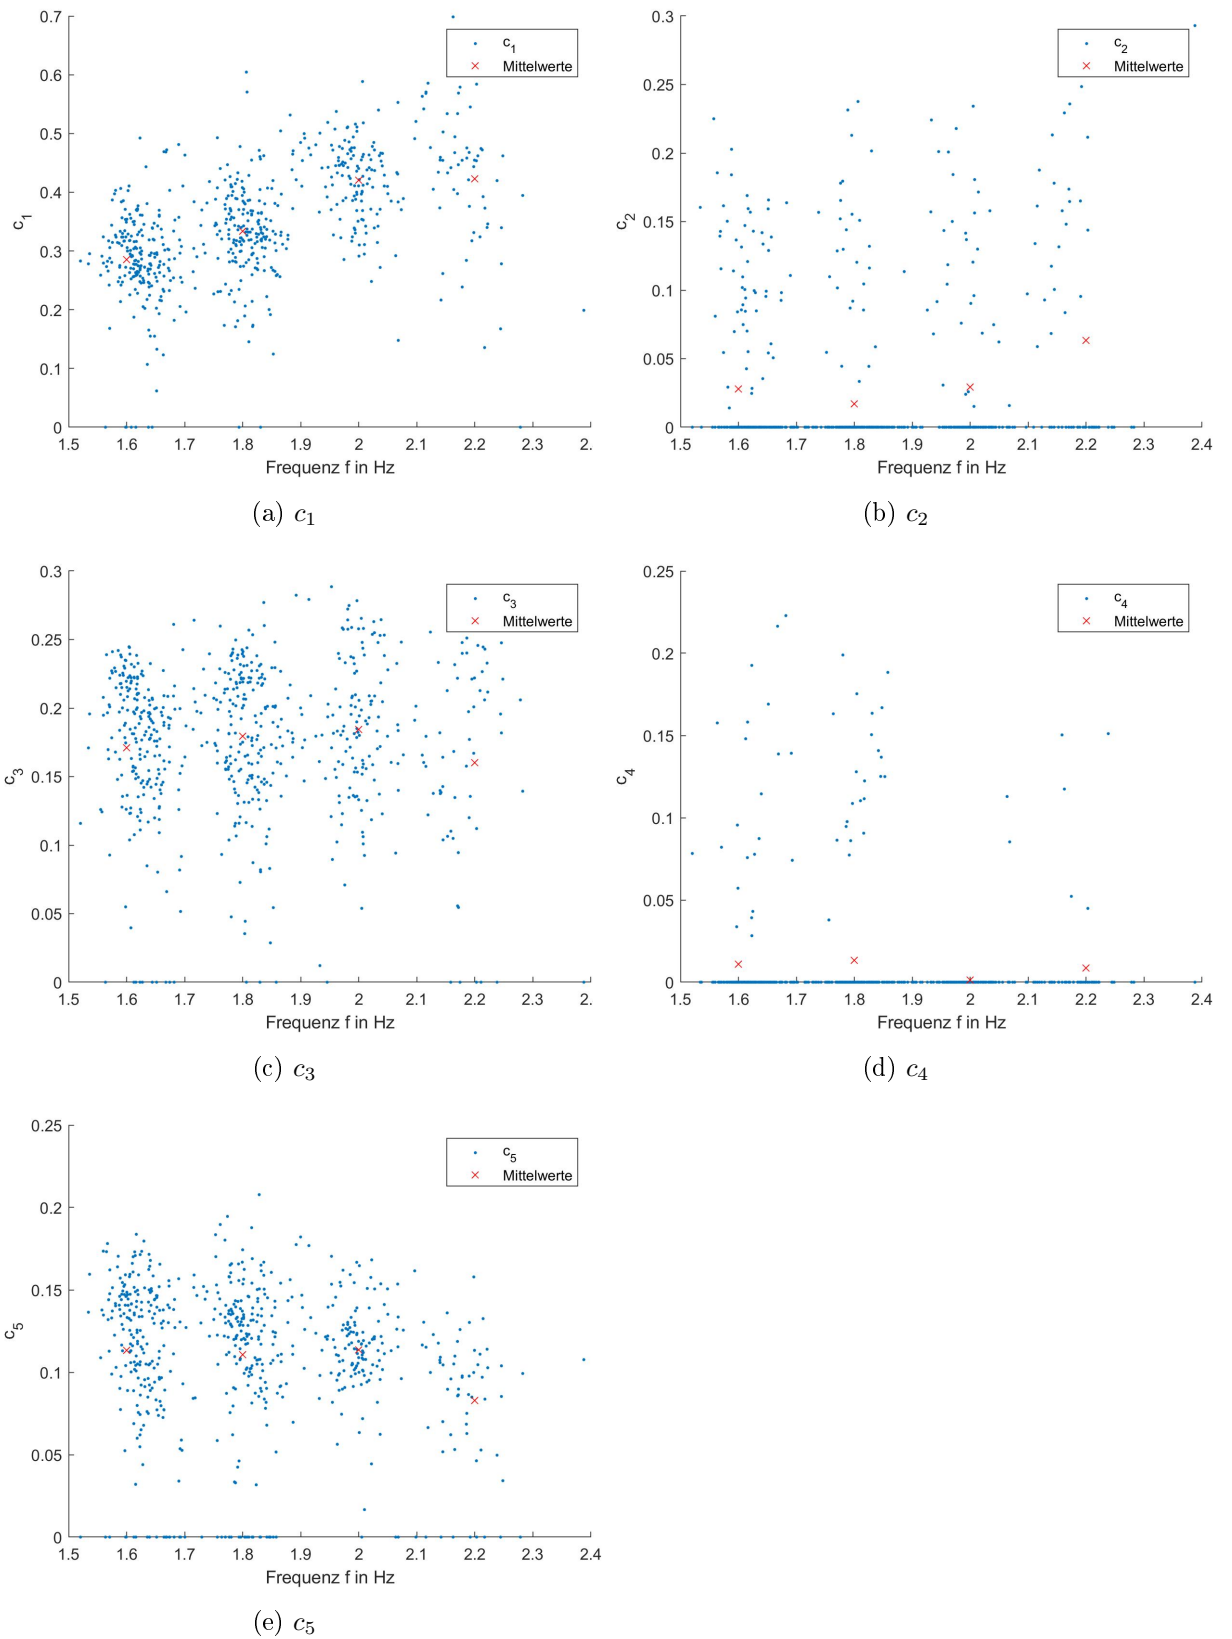 0.7
0.6
0.5
0.4
0.3
0.2
0.1
0
c1
c1
Mittelwerte
1.5 1.6 1.7 1.8 1.9 2 2.1 2.2 2.3 2.
Frequenz f in Hz
(a) c1
0.3
0.25
0.2
0.15
0.1
0.05
0
c2
c2
Mittelwerte
1.5 1.6 1.7 1.8 1.9 2 2.1 2.2 2.3 2.4
Frequenz f in Hz
(b) c2
0.3
0.25
0.2
0.15
0.1
0.05
0
c3
c3
Mittelwerte
1.5 1.6 1.7 1.8 1.9 2 2.1 2.2 2.3 2.
Frequenz f in Hz
(c) c3
0.25
0.2
0.15
0.1
0.05
0
c4
c4
Mittelwerte
1.5 1.6 1.7 1.8 1.9 2 2.1 2.2 2.3 2.4
Frequenz f in Hz
(d) c4
0.25
0.2
0.15
0.1
0.05
0
c5
c5
Mittelwerte
1.5 1.6 1.7 1.8 1.9 2 2.1 2.2 2.3 2.4
Frequenz f in Hz
(e) c5